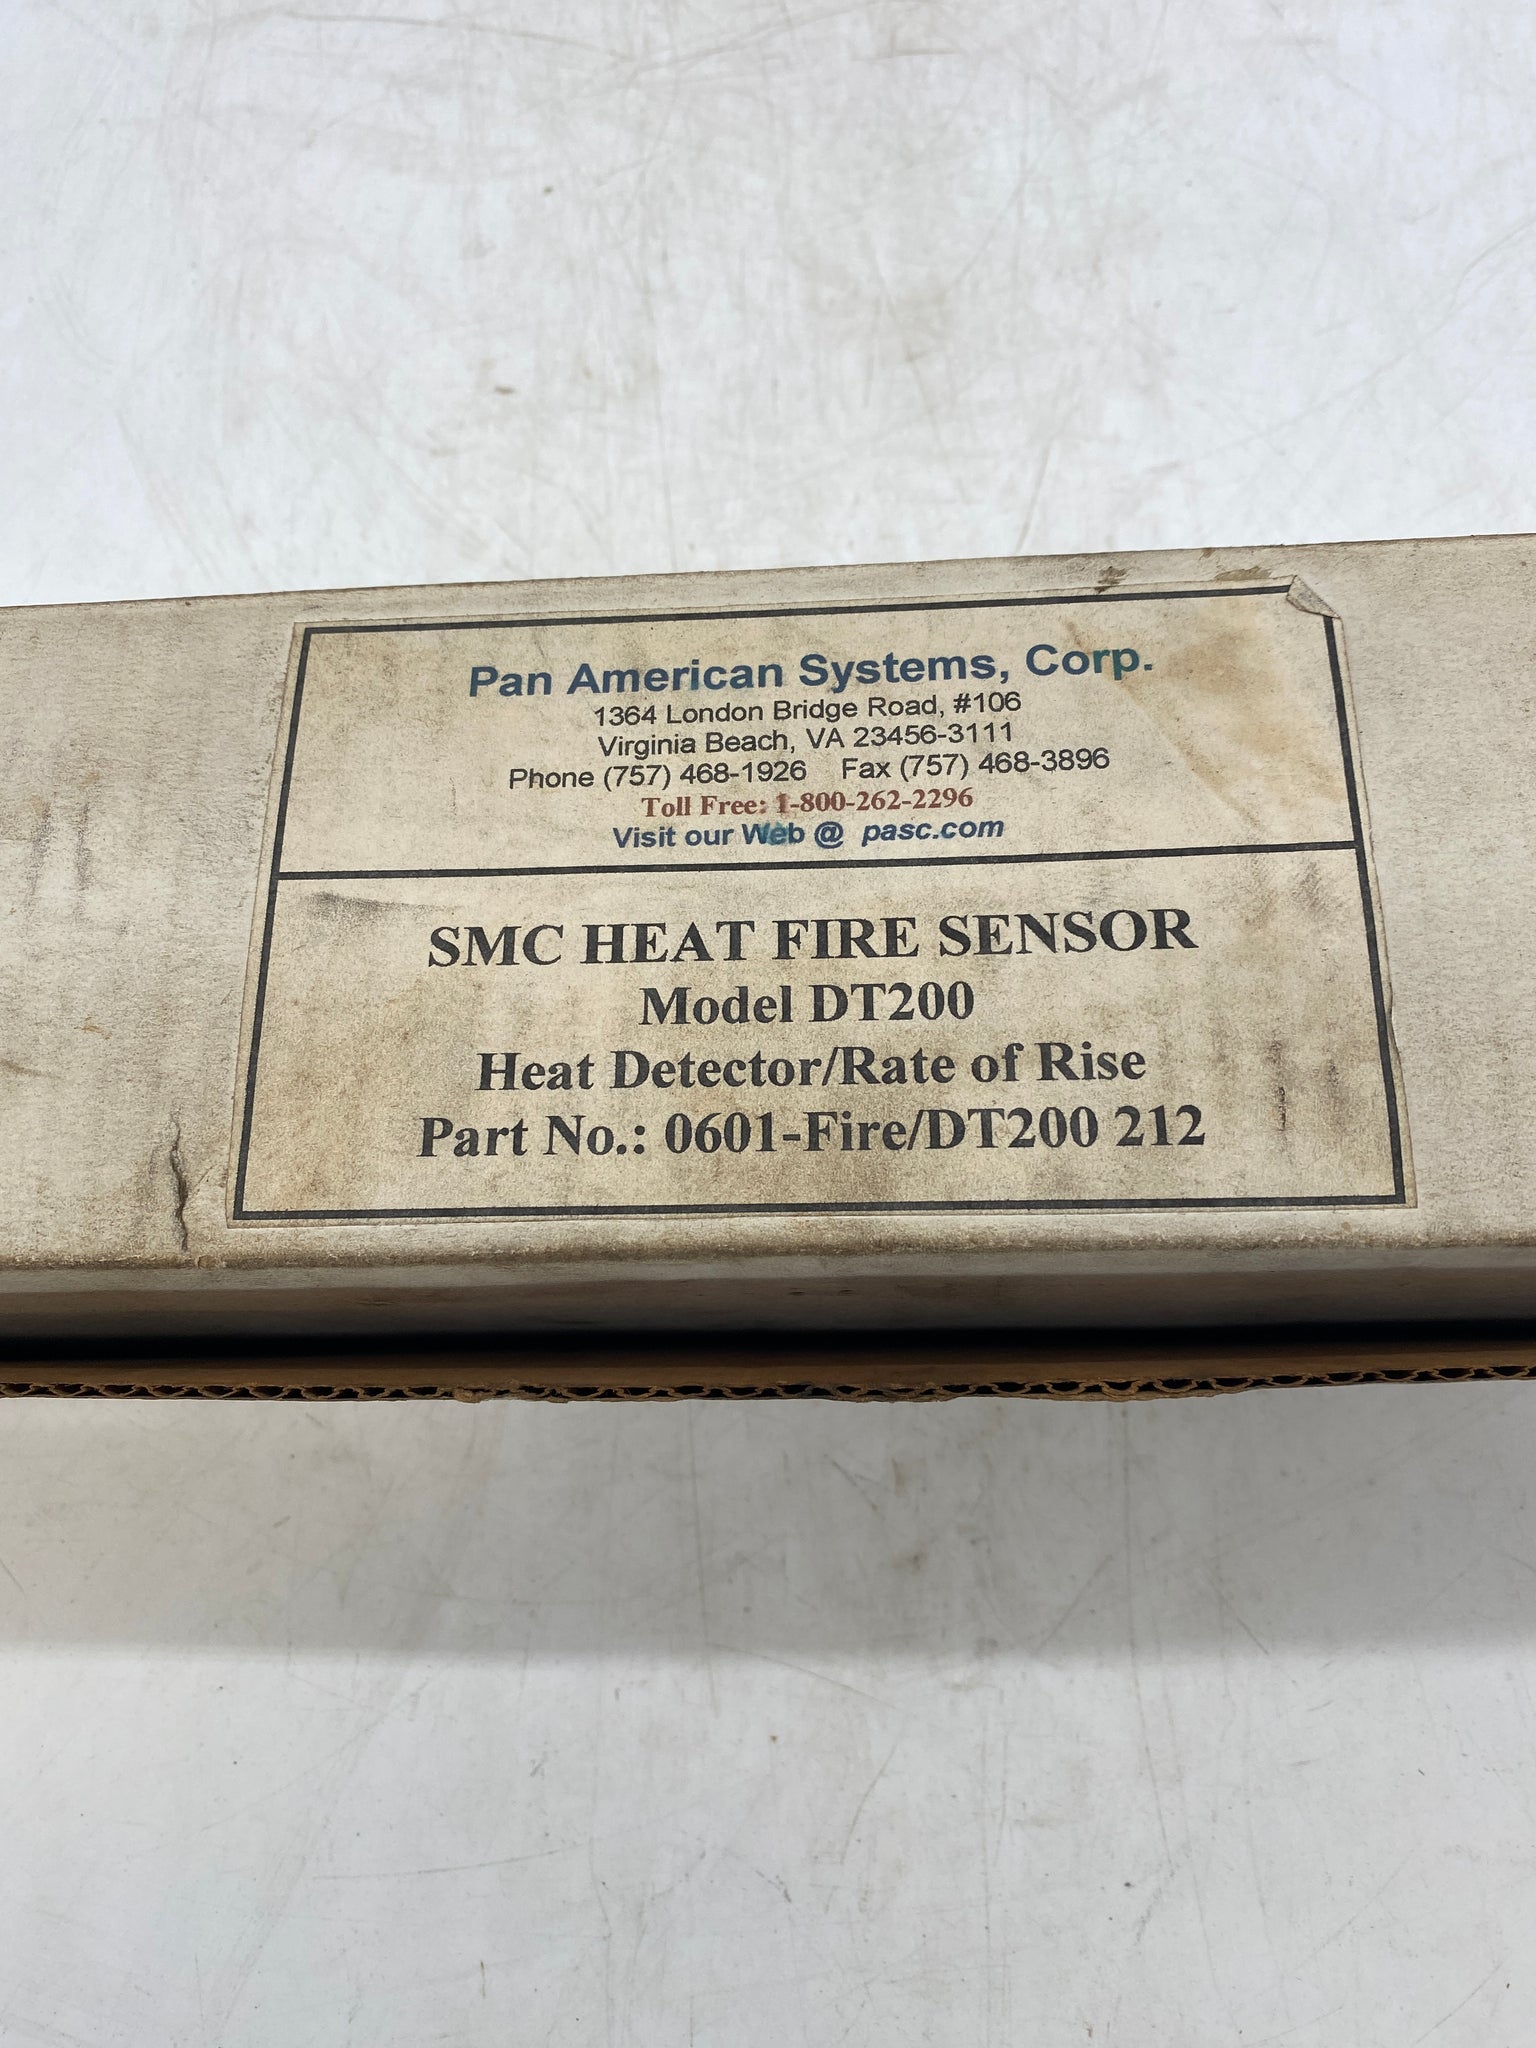 Pan American Systems, Corp.
1364 London Bridge Road, #106
Virginia Beach, VA 23456-3111
Phone (757) 468-1926 Fax (757) 468-3896
Toll Free: 1-800-262-2296
Visit our Web @ pasc.com
SMC HEAT FIRE SENSOR
Model DT200
Heat Detector/Rate of Rise
Part No.: 0601-Fire/DT200 212